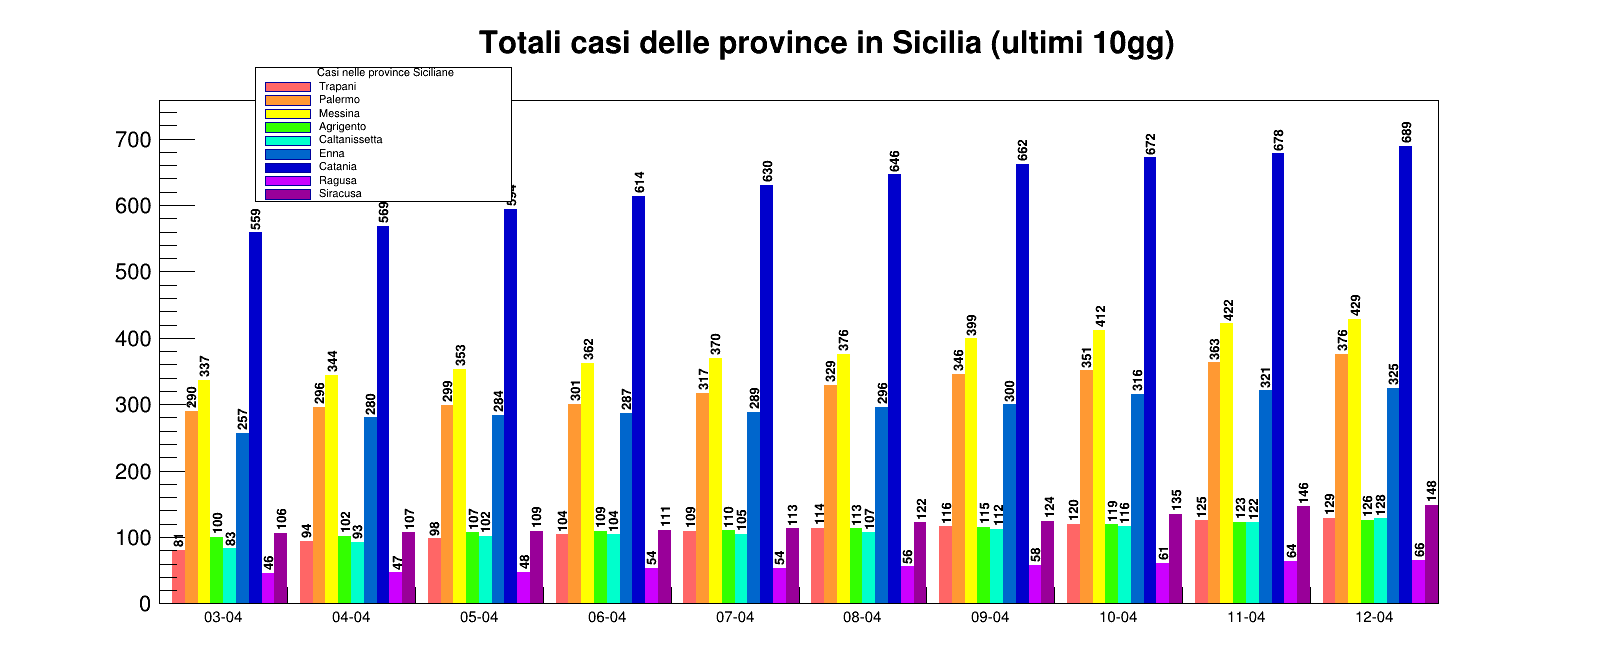 Totali casi delle province in Sicilia (ultimi 10gg)
Casi nelle province Siciliane
Trapani
Palermo
Messina
Agrigento
Caltanissetta
Enna
Catania
Ragusa
Siracusa
700
600
500
400
300
200
100
0
81 290 337 100 83 257 559 46 106
94 296 344 102 93 280 569 47 107
98 299 353 107 102 284 594 48 109
104 301 362 109 104 287 614 54 111
109 317 370 110 105 289 630 54 113
114 329 376 113 107 296 646 56 122
116 346 399 115 112 300 662 58 124
120 351 412 119 116 316 672 61 135
125 363 422 123 122 321 678 64 146
129 376 429 126 128 325 689 66 148
03-04 04-04 05-04 06-04 07-04 08-04 09-04 10-04 11-04 12-04